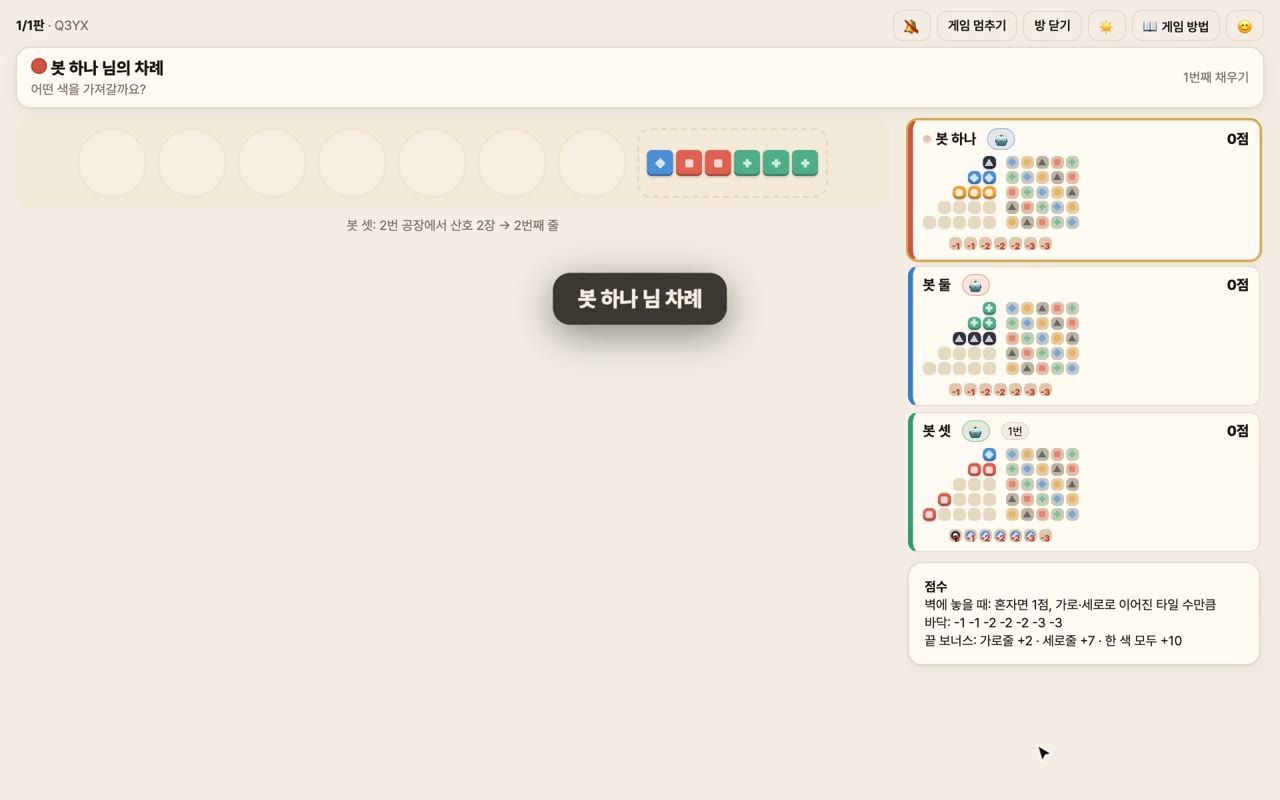 1/1판 · Q3YX
게임 멈추기
방 닫기
📖 게임 방법
봇 하나 님의 차례
어떤 색을 가져갈까요?
1번째 채우기
봇 셋: 2번 공장에서 산호 2장 → 2번째 줄
봇 하나 님 차례
봇 하나
0점
-1 -1 -2 -2 -2 -3 -3
봇 둘
0점
-1 -1 -2 -2 -2 -3 -3
봇 셋
1번
0점
-1 -2 -2 -2 -3 -3
점수
벽에 놓을 때: 혼자면 1점, 가로·세로로 이어진 타일 수만큼
바닥: -1 -1 -2 -2 -2 -3 -3
끝 보너스: 가로줄 +2 · 세로줄 +7 · 한 색 모두 +10